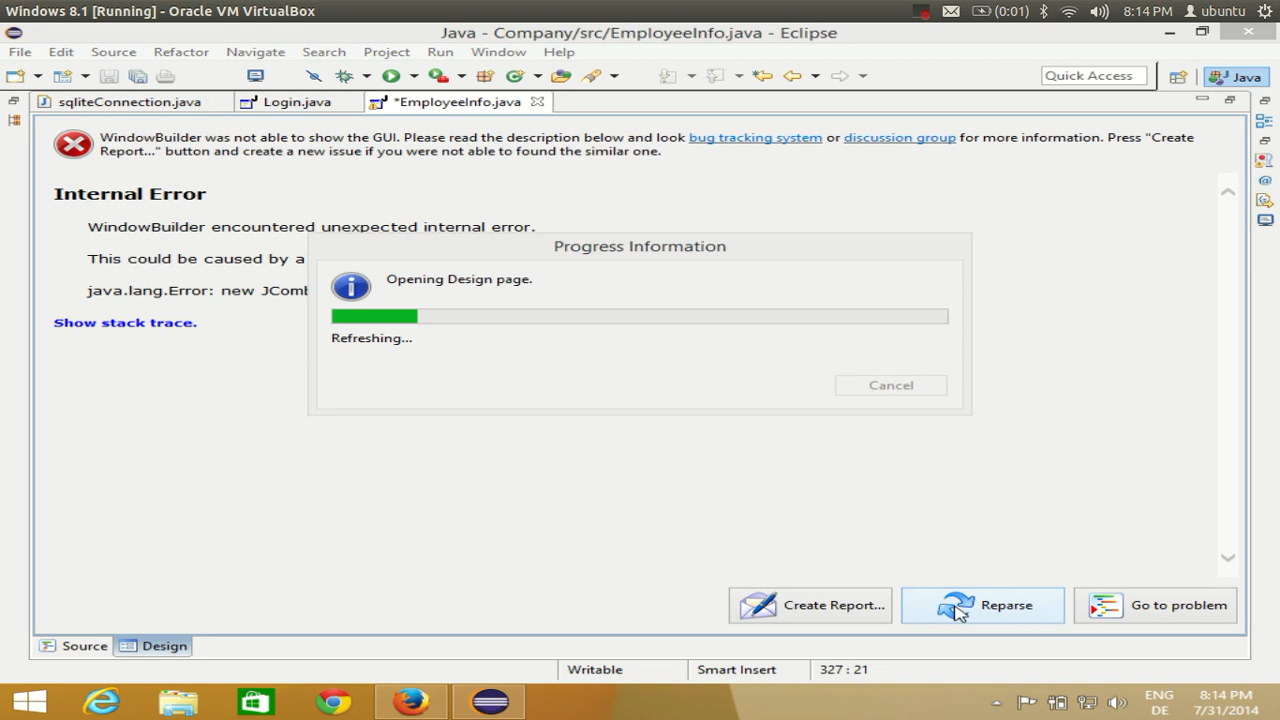 Windows 8.1 [Running] - Oracle VM VirtualBox
(0:01) 8:14 PM ubuntu
Java - Company/src/EmployeeInfo.java - Eclipse
File Edit Source Refactor Navigate Search Project Run Window Help
Quick Access Java
sqliteConnection.java Login.java *EmployeeInfo.java
WindowBuilder was not able to show the GUI. Please read the description below and look bug tracking system or discussion group for more information. Press "Create
Report..." button and create a new issue if you were not able to found the similar one.
Internal Error
WindowBuilder encountered unexpected internal error.
This could be caused by a
java.lang.Error: new JComb
Show stack trace.
Progress Information
Opening Design page.
Refreshing...
Cancel
Create Report... Reparse Go to problem
Source Design
Writable Smart Insert 327 : 21
ENG 8:14 PM
DE 7/31/2014